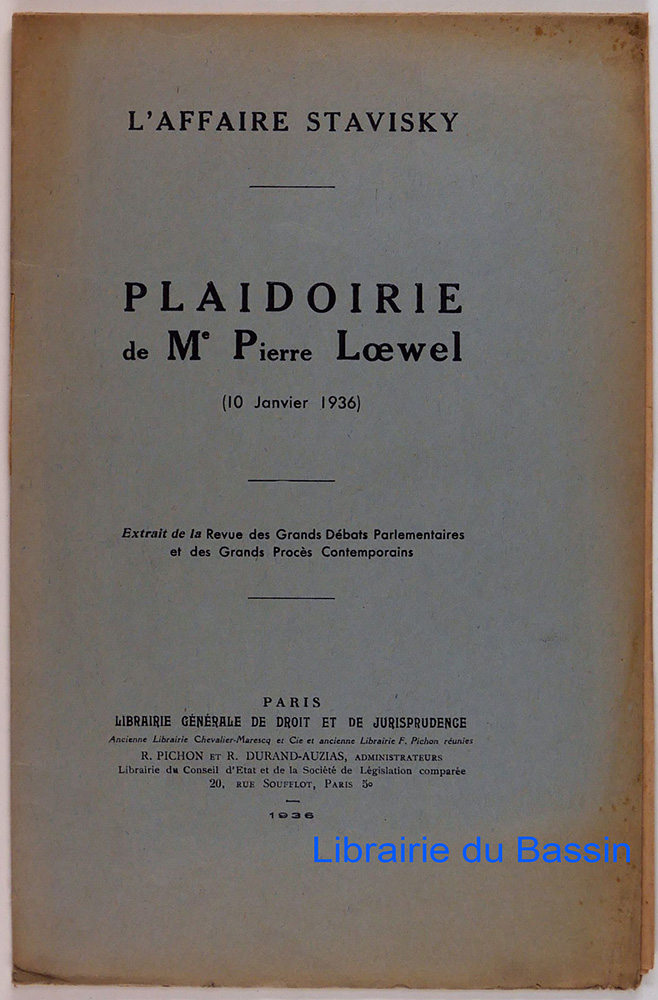 L'AFFAIRE STAVISKY
PLAIDOIRIE
de Me Pierre Lœwel
(10 Janvier 1936)
Extrait de la Revue des Grands Débats Parlementaires
et des Grands Procès Contemporains
PARIS
LIBRAIRIE GÉNÉRALE DE DROIT ET DE JURISPRUDENCE
Ancienne Librairie Chevalier-Marescq et Cie et ancienne Librairie F. Pichon réunies
R. PICHON ET R. DURAND-AUZIAS, ADMINISTRATEURS
Librairie du Conseil d'Etat et de la Société de Législation comparée
20, RUE SOUFFLOT, PARIS 5e
1936
Librairie du Bassin